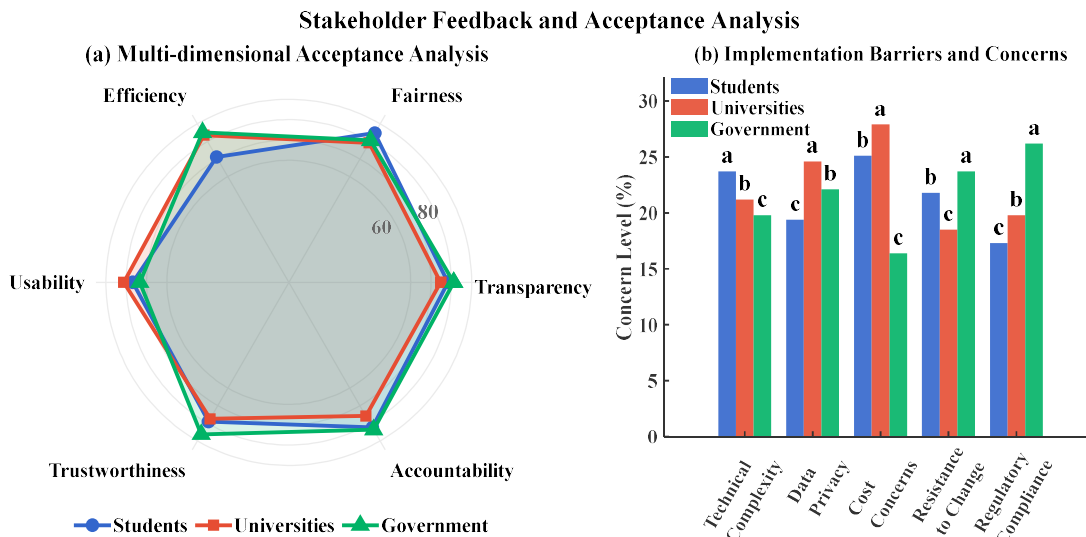 Stakeholder Feedback and Acceptance Analysis
(a) Multi-dimensional Acceptance Analysis
Efficiency
Fairness
80
60
Usability
Transparency
Trustworthiness
Accountability
Students
Universities
Government
(b) Implementation Barriers and Concerns
Students
Universities
Government
Concern Level (%)
30
25
20
15
10
5
0
a
b
c
c
a
b
b
a
c
b
c
a
c
b
a
Technical
Complexity
Data
Privacy
Cost
Concerns
Resistance
to Change
Regulatory
Compliance